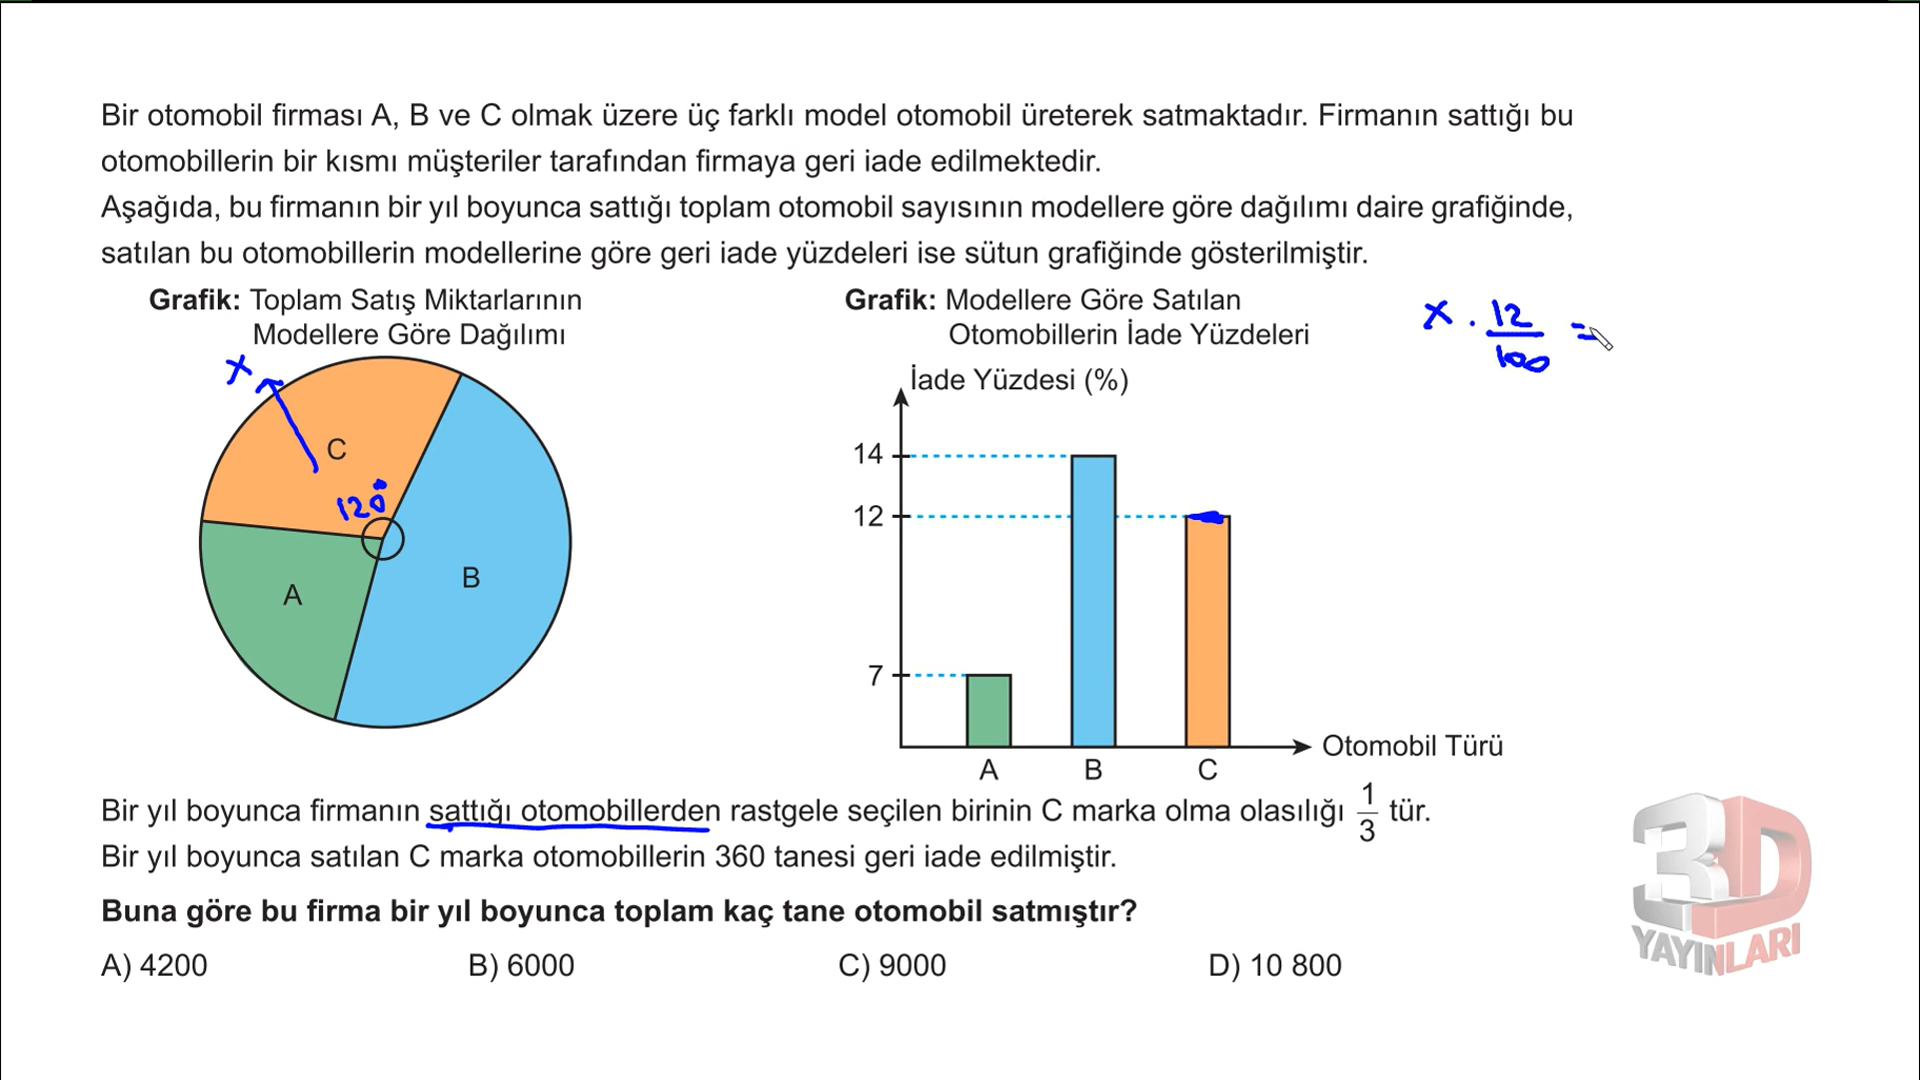 Bir otomobil firması A, B ve C olmak üzere üç farklı model otomobil üreterek satmaktadır. Firmanın sattığı bu
otomobillerin bir kısmı müşteriler tarafından firmaya geri iade edilmektedir.
Aşağıda, bu firmanın bir yıl boyunca sattığı toplam otomobil sayısının modellere göre dağılımı daire grafiğinde,
satılan bu otomobillerin modellerine göre geri iade yüzdeleri ise sütun grafiğinde gösterilmiştir.
Grafik: Toplam Satış Miktarlarının
Modellere Göre Dağılımı
x
C
120°
A
B
Grafik: Modellere Göre Satılan
Otomobillerin İade Yüzdeleri
x . 12/100 =
İade Yüzdesi (%)
14
12
7
A B C
Otomobil Türü
Bir yıl boyunca firmanın sattığı otomobillerden rastgele seçilen birinin C marka olma olasılığı 1/3 tür.
Bir yıl boyunca satılan C marka otomobillerin 360 tanesi geri iade edilmiştir.
Buna göre bu firma bir yıl boyunca toplam kaç tane otomobil satmıştır?
A) 4200 B) 6000 C) 9000 D) 10 800
3D
YAYINLARI